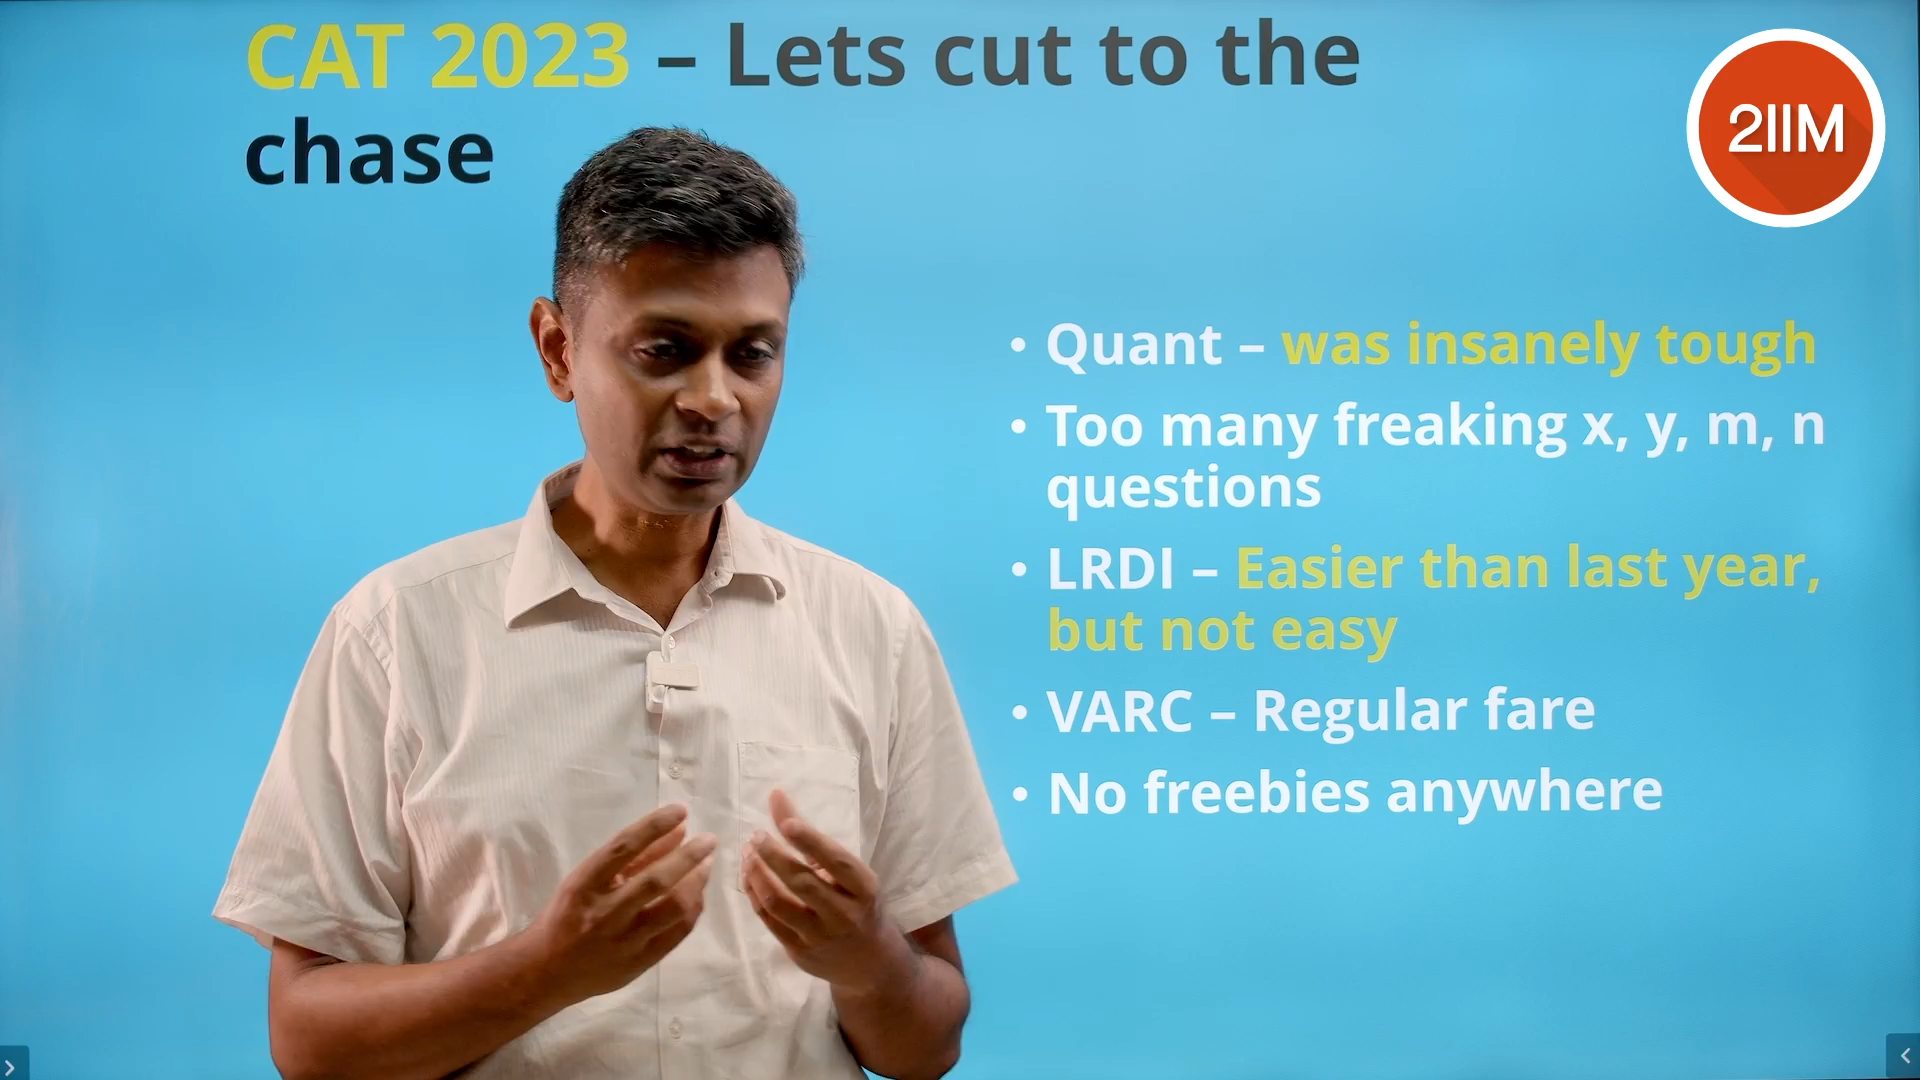 CAT 2023 – Lets cut to the
chase
2IIM
• Quant – was insanely tough
• Too many freaking x, y, m, n
questions
• LRDI – Easier than last year,
but not easy
• VARC – Regular fare
• No freebies anywhere